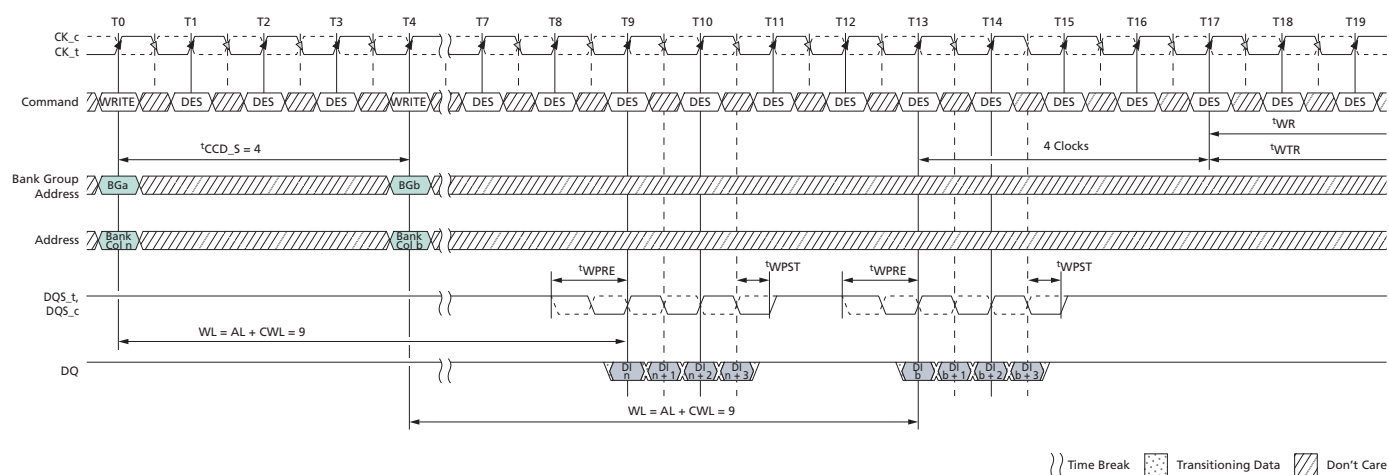 T0 T1 T2 T3 T4 T7 T8 T9 T10 T11 T12 T13 T14 T15 T16 T17 T18 T19
CK_c
CK_t
Command WRITE DES DES DES WRITE DES DES DES DES DES DES DES DES DES DES DES DES DES
tWR
tCCD_S = 4 4 Clocks tWTR
Bank Group
Address BGa BGb
Address Bank
Col n Bank
Col b
tWPRE tWPST tWPRE tWPST
DQS_t,
DQS_c
WL = AL + CWL = 9
DQ DI
n DI
n + 1 DI
n + 2 DI
n + 3 DI
b DI
b + 1 DI
b + 2 DI
b + 3
WL = AL + CWL = 9
Time Break Transitioning Data Don't Care